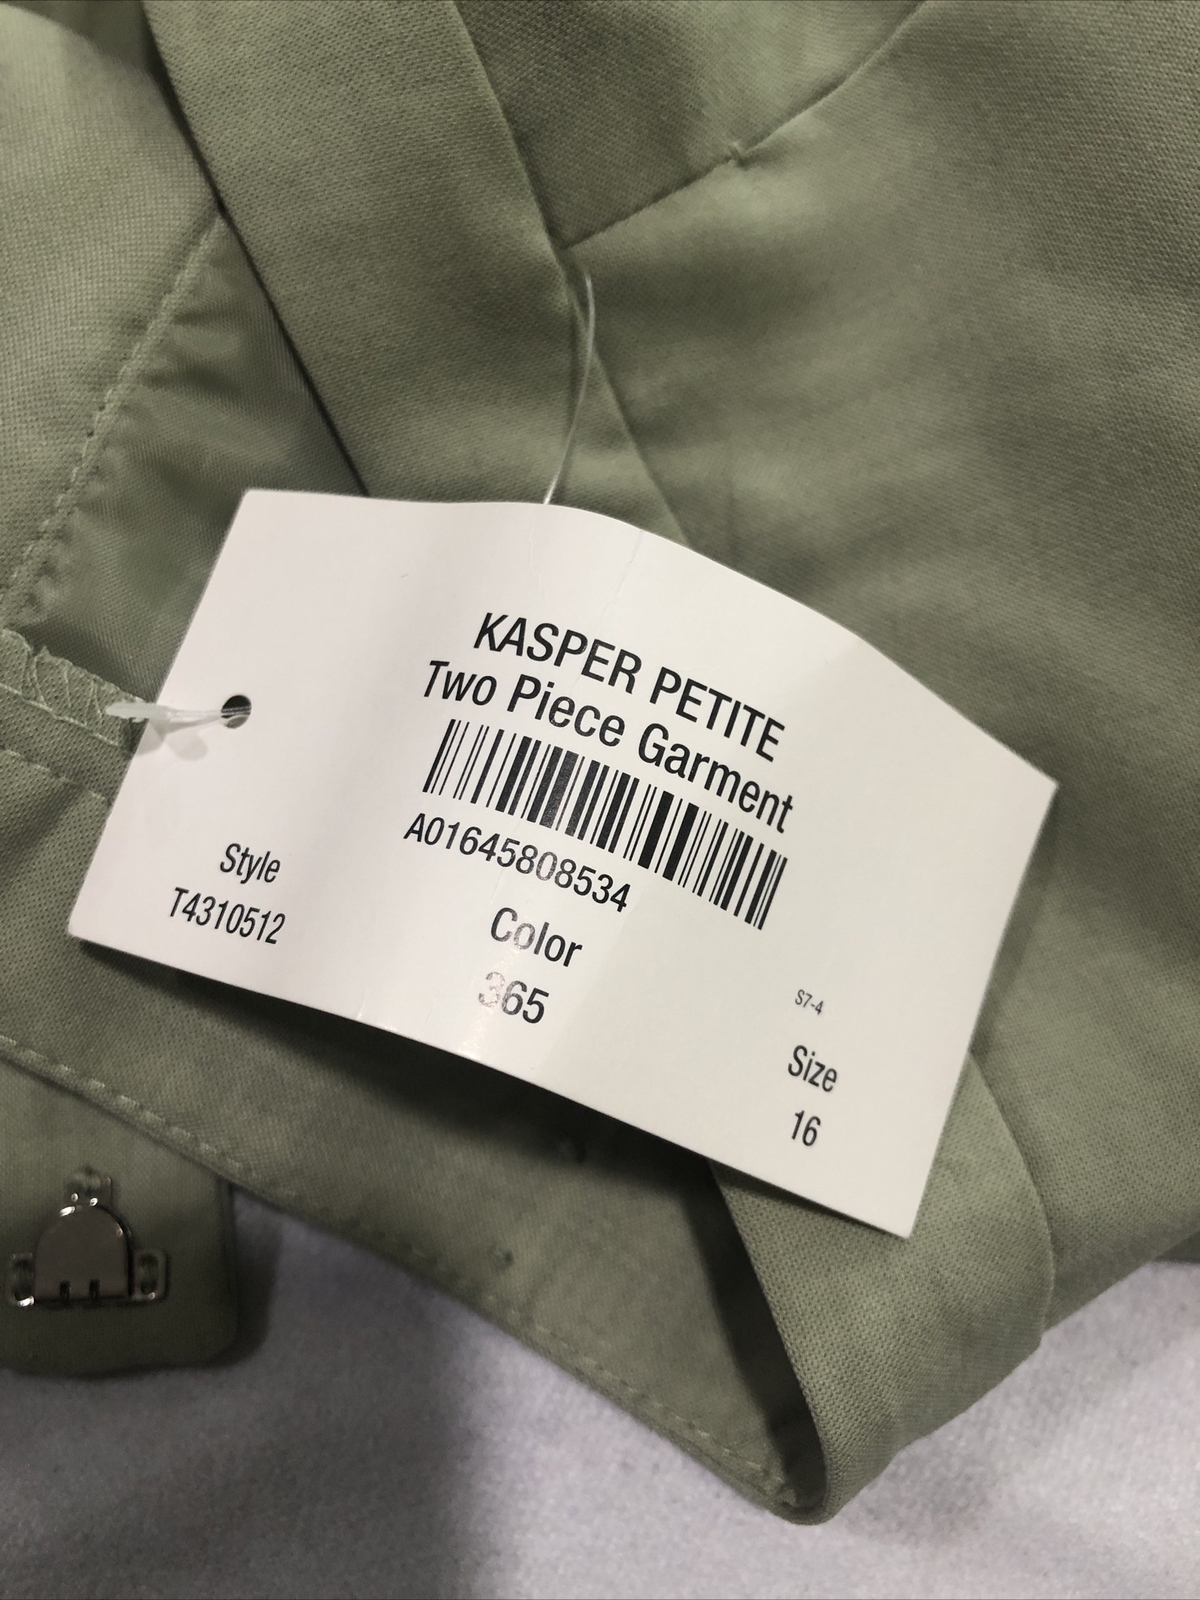 KASPER PETITE
Two Piece Garment
A01645808534
Style
T4310512
Color
365
S7-4
Size
16